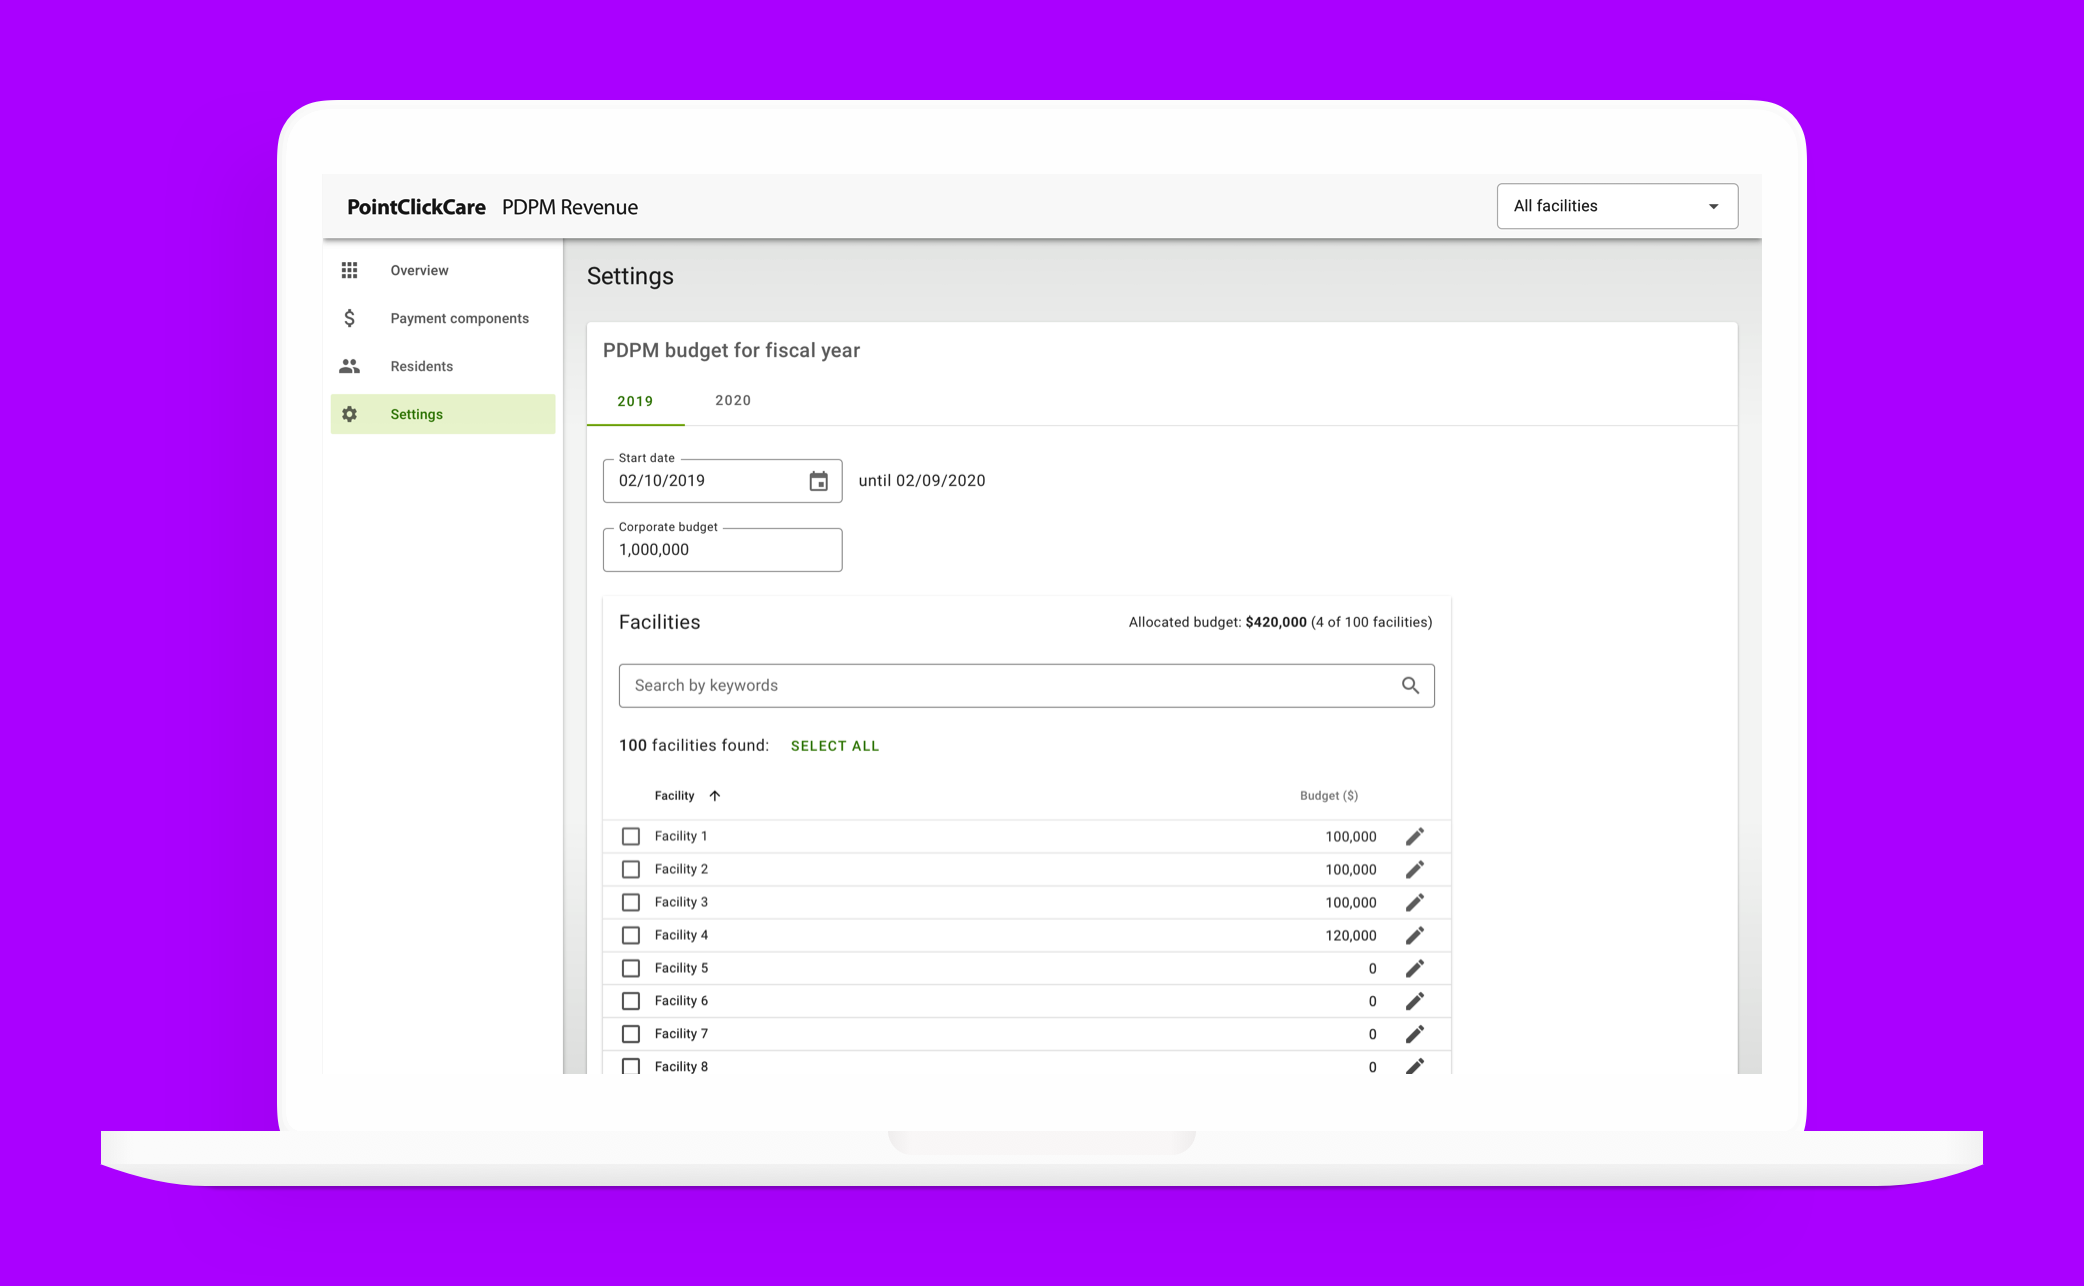 PointClickCare PDPM Revenue
All facilities
Overview
Payment components
Residents
Settings
Settings
PDPM budget for fiscal year
2019 2020
Start date
02/10/2019 until 02/09/2020
Corporate budget
1,000,000
Facilities Allocated budget: $420,000 (4 of 100 facilities)
Search by keywords
100 facilities found: SELECT ALL
Facility Budget ($)
Facility 1 100,000
Facility 2 100,000
Facility 3 100,000
Facility 4 120,000
Facility 5 0
Facility 6 0
Facility 7 0
Facility 8 0